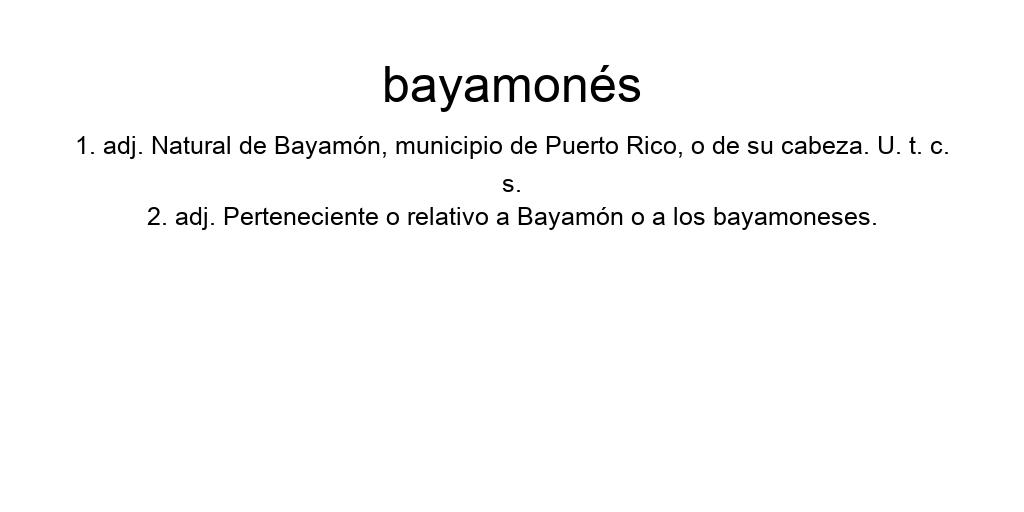 bayamonés
1. adj. Natural de Bayamón, municipio de Puerto Rico, o de su cabeza. U. t. c.
s.
2. adj. Perteneciente o relativo a Bayamón o a los bayamoneses.